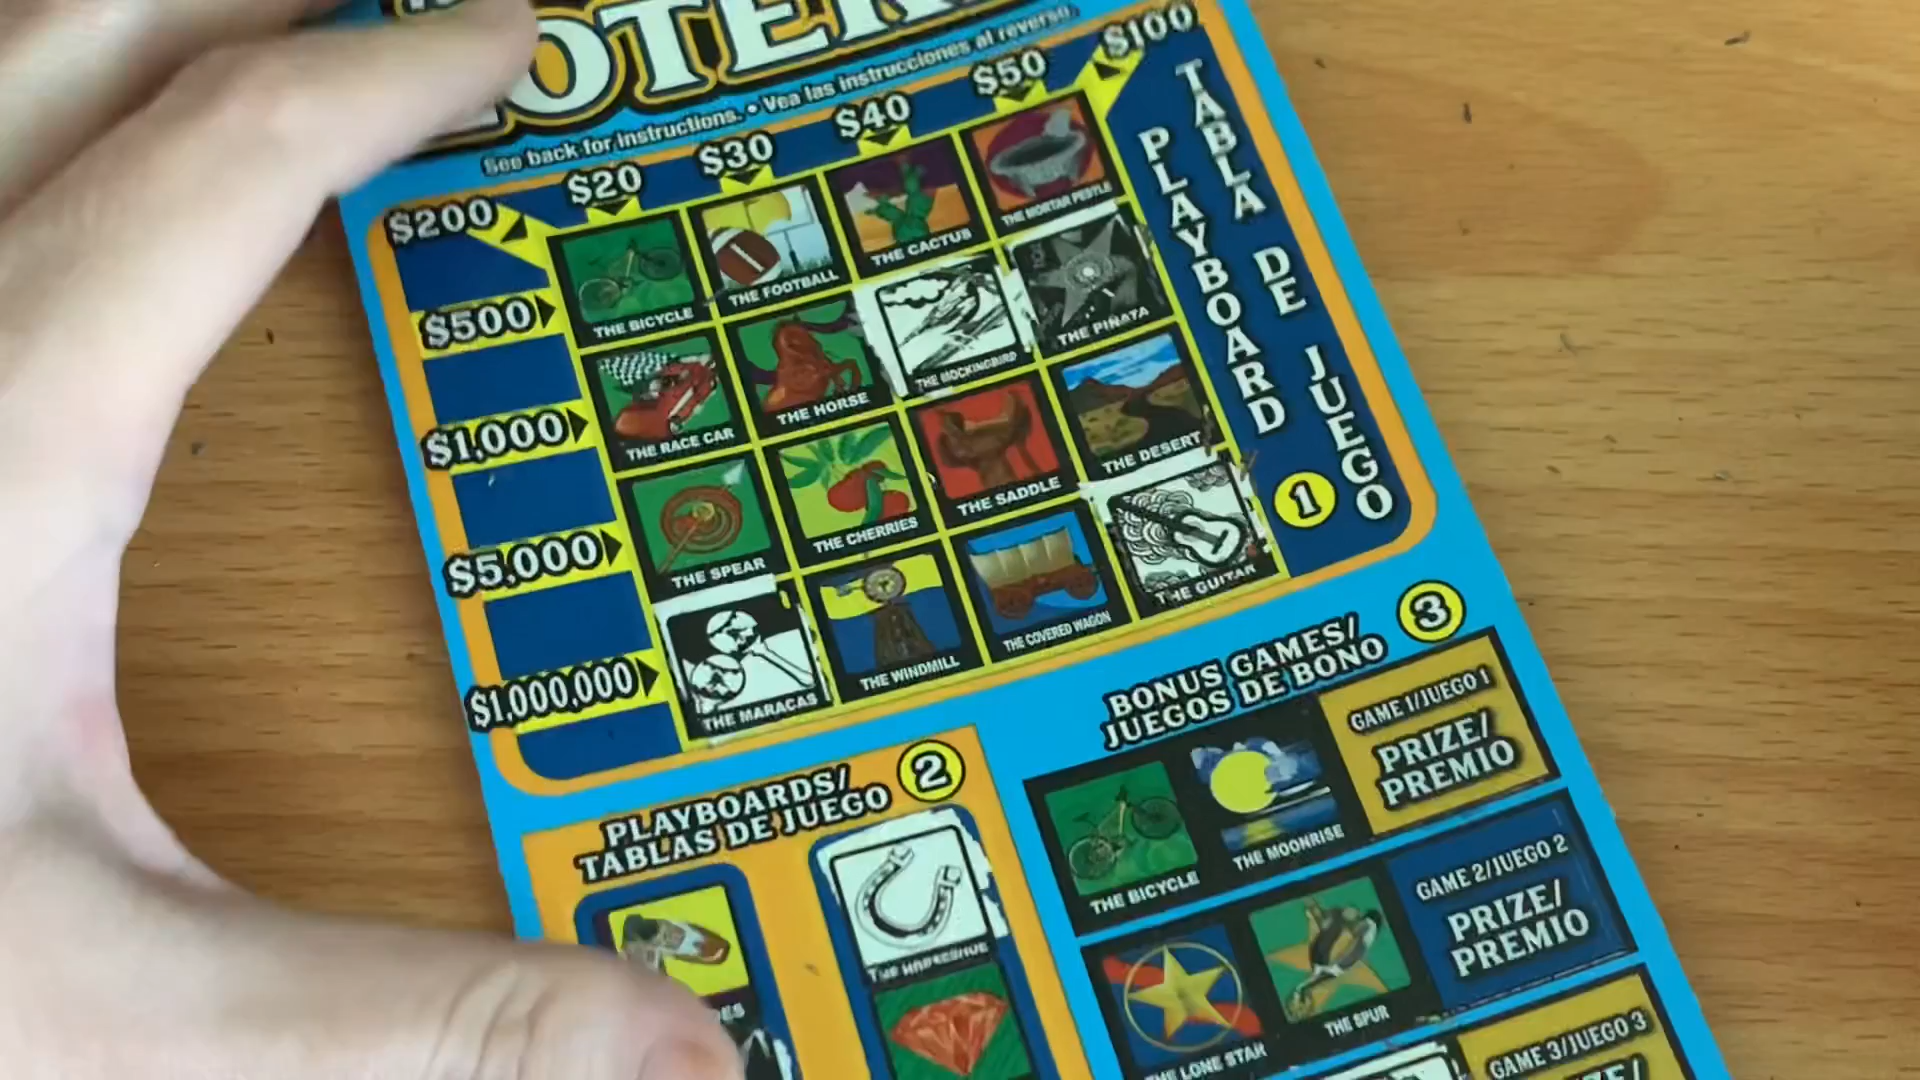 OTER
See back for instructions. • Vea las instrucciones al reverso.
$200
$20
$30
$40
$50
$100
THE BICYCLE
THE FOOTBALL
THE CACTUS
THE MORTAR PESTLE
$500
THE RACE CAR
THE HORSE
THE MOCKINGBIRD
THE PIÑATA
$1,000
THE SPEAR
THE CHERRIES
THE SADDLE
THE DESERT
$5,000
THE MARACAS
THE WINDMILL
THE COVERED WAGON
THE GUITAR
$1,000,000
TABLA DE JUEGO
PLAYBOARD
1
PLAYBOARDS/
TABLAS DE JUEGO
2
THE HORSESHOE
BONUS GAMES/
JUEGOS DE BONO
3
THE BICYCLE
THE MOONRISE
GAME 1/JUEGO 1
PRIZE/
PREMIO
THE LONE STAR
THE SPUR
GAME 2/JUEGO 2
PRIZE/
PREMIO
GAME 3/JUEGO 3